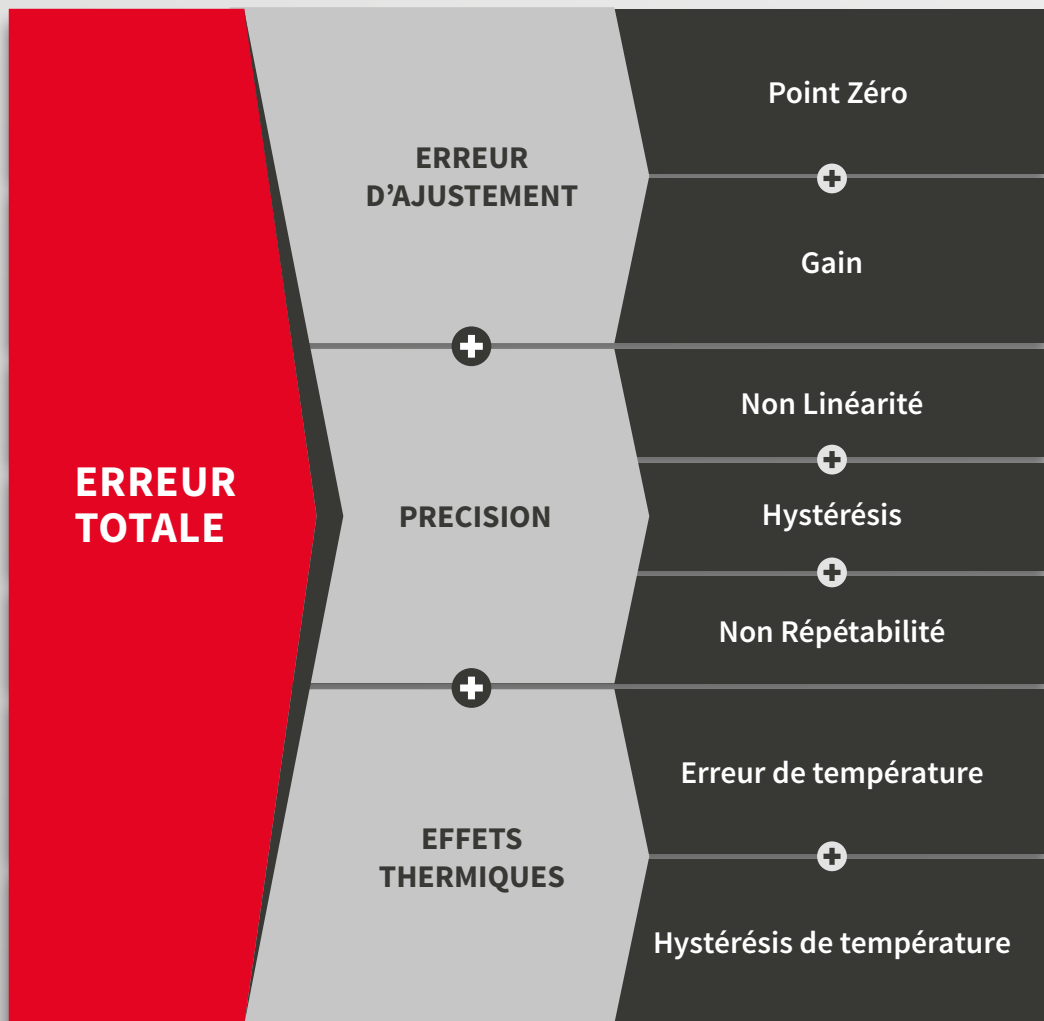 ERREUR
TOTALE
ERREUR
D’AJUSTEMENT
PRECISION
EFFETS
THERMIQUES
Point Zéro
Gain
Non Linéarité
Hystérésis
Non Répétabilité
Erreur de température
Hystérésis de température